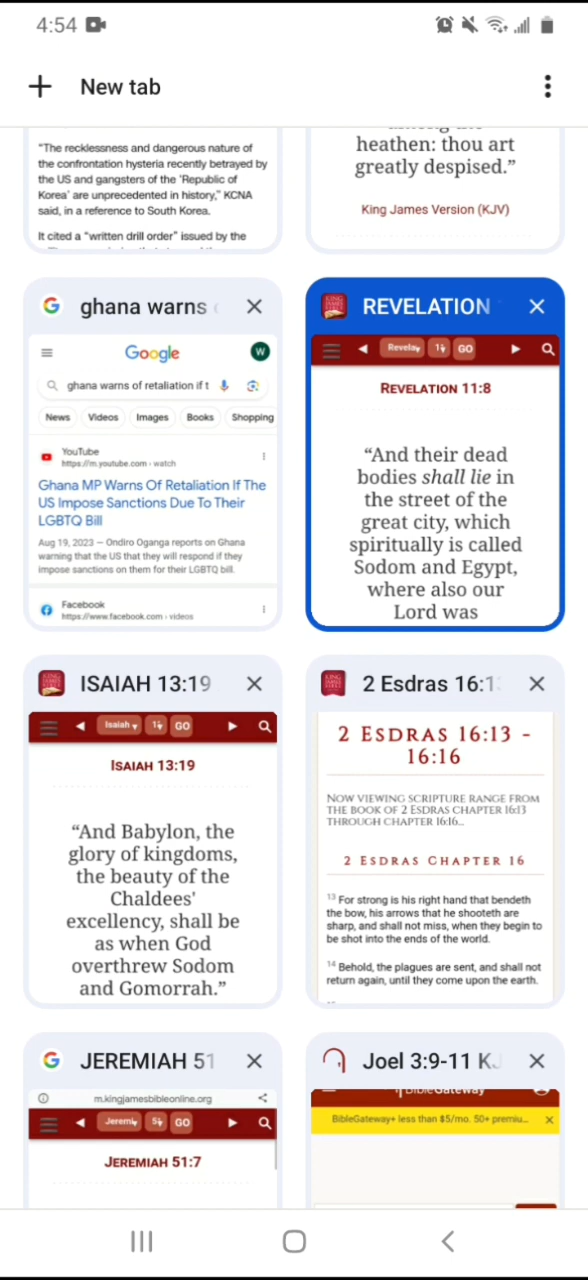 4:54
New tab
"The recklessness and dangerous nature of
the confrontation hysteria recently betrayed by
the US and gangsters of the 'Republic of
Korea' are unprecedented in history," KCNA
said, in a reference to South Korea.
It cited a "written drill order" issued by the
heathen: thou art
greatly despised.”
King James Version (KJV)
ghana warns
Google
W
ghana warns of retaliation if t
News Videos Images Books Shopping
YouTube
https://m.youtube.com › watch
Ghana MP Warns Of Retaliation If The
US Impose Sanctions Due To Their
LGBTQ Bill
Aug 19, 2023 — Ondiro Oganga reports on Ghana
warning that the US that they will respond if they
impose sanctions on them for their LGBTQ bill.
Facebook
https://www.facebook.com › videos
REVELATION
KING JAMES BIBLE
Revelay 11 GO
REVELATION 11:8
“And their dead
bodies shall lie in
the street of the
great city, which
spiritually is called
Sodom and Egypt,
where also our
Lord was
ISAIAH 13:19
Isaiah GO
ISAIAH 13:19
“And Babylon, the
glory of kingdoms,
the beauty of the
Chaldees'
excellency, shall be
as when God
overthrew Sodom
and Gomorrah.”
2 Esdras 16:1
2 ESDRAS 16:13 -
16:16
NOW VIEWING SCRIPTURE RANGE FROM
THE BOOK OF 2 ESDRAS CHAPTER 16:13
THROUGH CHAPTER 16:16...
2 ESDRAS CHAPTER 16
13 For strong is his right hand that bendeth
the bow, his arrows that he shooteth are
sharp, and shall not miss, when they begin to
be shot into the ends of the world.
14 Behold, the plagues are sent, and shall not
return again, until they come upon the earth.
JEREMIAH 51
m.kingjamesbibleonline.org
Jeremi 51 GO
JEREMIAH 51:7
Joel 3:9-11 KJ
BibleGateway
BibleGateway+ less than $5/mo. 50+ premiu...